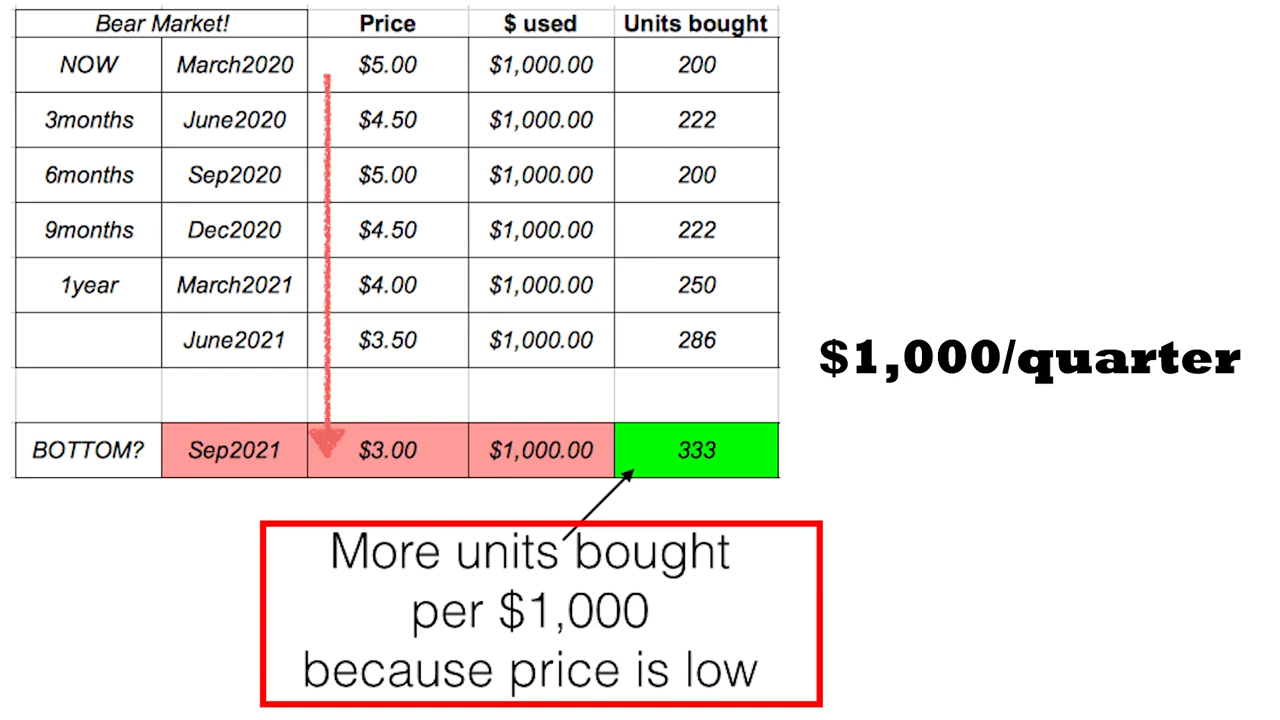 Bear Market! Price $ used Units bought
NOW March2020 $5.00 $1,000.00 200
3months June2020 $4.50 $1,000.00 222
6months Sep2020 $5.00 $1,000.00 200
9months Dec2020 $4.50 $1,000.00 222
1year March2021 $4.00 $1,000.00 250
June2021 $3.50 $1,000.00 286
$1,000/quarter
BOTTOM? Sep2021 $3.00 $1,000.00 333
More units bought
per $1,000
because price is low